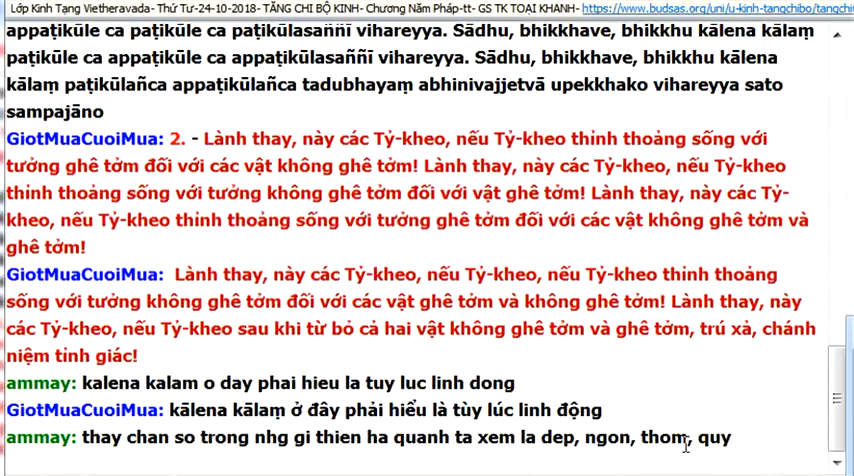 Lớp Kinh Tạng Vietheravada- Thứ Tư-24-10-2018- TĂNG CHI BỘ KINH- Chương Năm Pháp-tt- GS TK TOẠI KHANH- https://www.budsas.org/uni/u-kinh-tangchibo/tangchi
appaṭikūle ca paṭikūle ca paṭikūlasaññī vihareyya. Sādhu, bhikkhave, bhikkhu kālena kālaṃ
paṭikūle ca appaṭikūle ca appaṭikūlasaññī vihareyya. Sādhu, bhikkhave, bhikkhu kālena
kālaṃ paṭikūlañca appaṭikūlañca tadubhayaṃ abhinivajjetvā upekkhako vihareyya sato
sampajāno
GiotMuaCuoiMua: 2. - Lành thay, này các Tỷ-kheo, nếu Tỷ-kheo thỉnh thoảng sống với
tưởng ghê tởm đối với các vật không ghê tởm! Lành thay, này các Tỷ-kheo, nếu Tỷ-kheo
thỉnh thoảng sống với tưởng không ghê tởm đối với vật ghê tởm! Lành thay, này các Tỷ-
kheo, nếu Tỷ-kheo thỉnh thoảng sống với tưởng ghê tởm đối với các vật không ghê tởm và
ghê tởm!
GiotMuaCuoiMua: Lành thay, này các Tỷ-kheo, nếu Tỷ-kheo, nếu Tỷ-kheo thỉnh thoảng
sống với tưởng không ghê tởm đối với các vật ghê tởm và không ghê tởm! Lành thay, này
các Tỷ-kheo, nếu Tỷ-kheo sau khi từ bỏ cả hai vật không ghê tởm và ghê tởm, trú xả, chánh
niệm tỉnh giác!
ammay: kalena kalam o day phai hieu la tuy luc linh dong
GiotMuaCuoiMua: kālena kālaṃ ở đây phải hiểu là tùy lúc linh động
ammay: thay chan so trong nhg gi thien ha quanh ta xem la dep, ngon, thom, quy